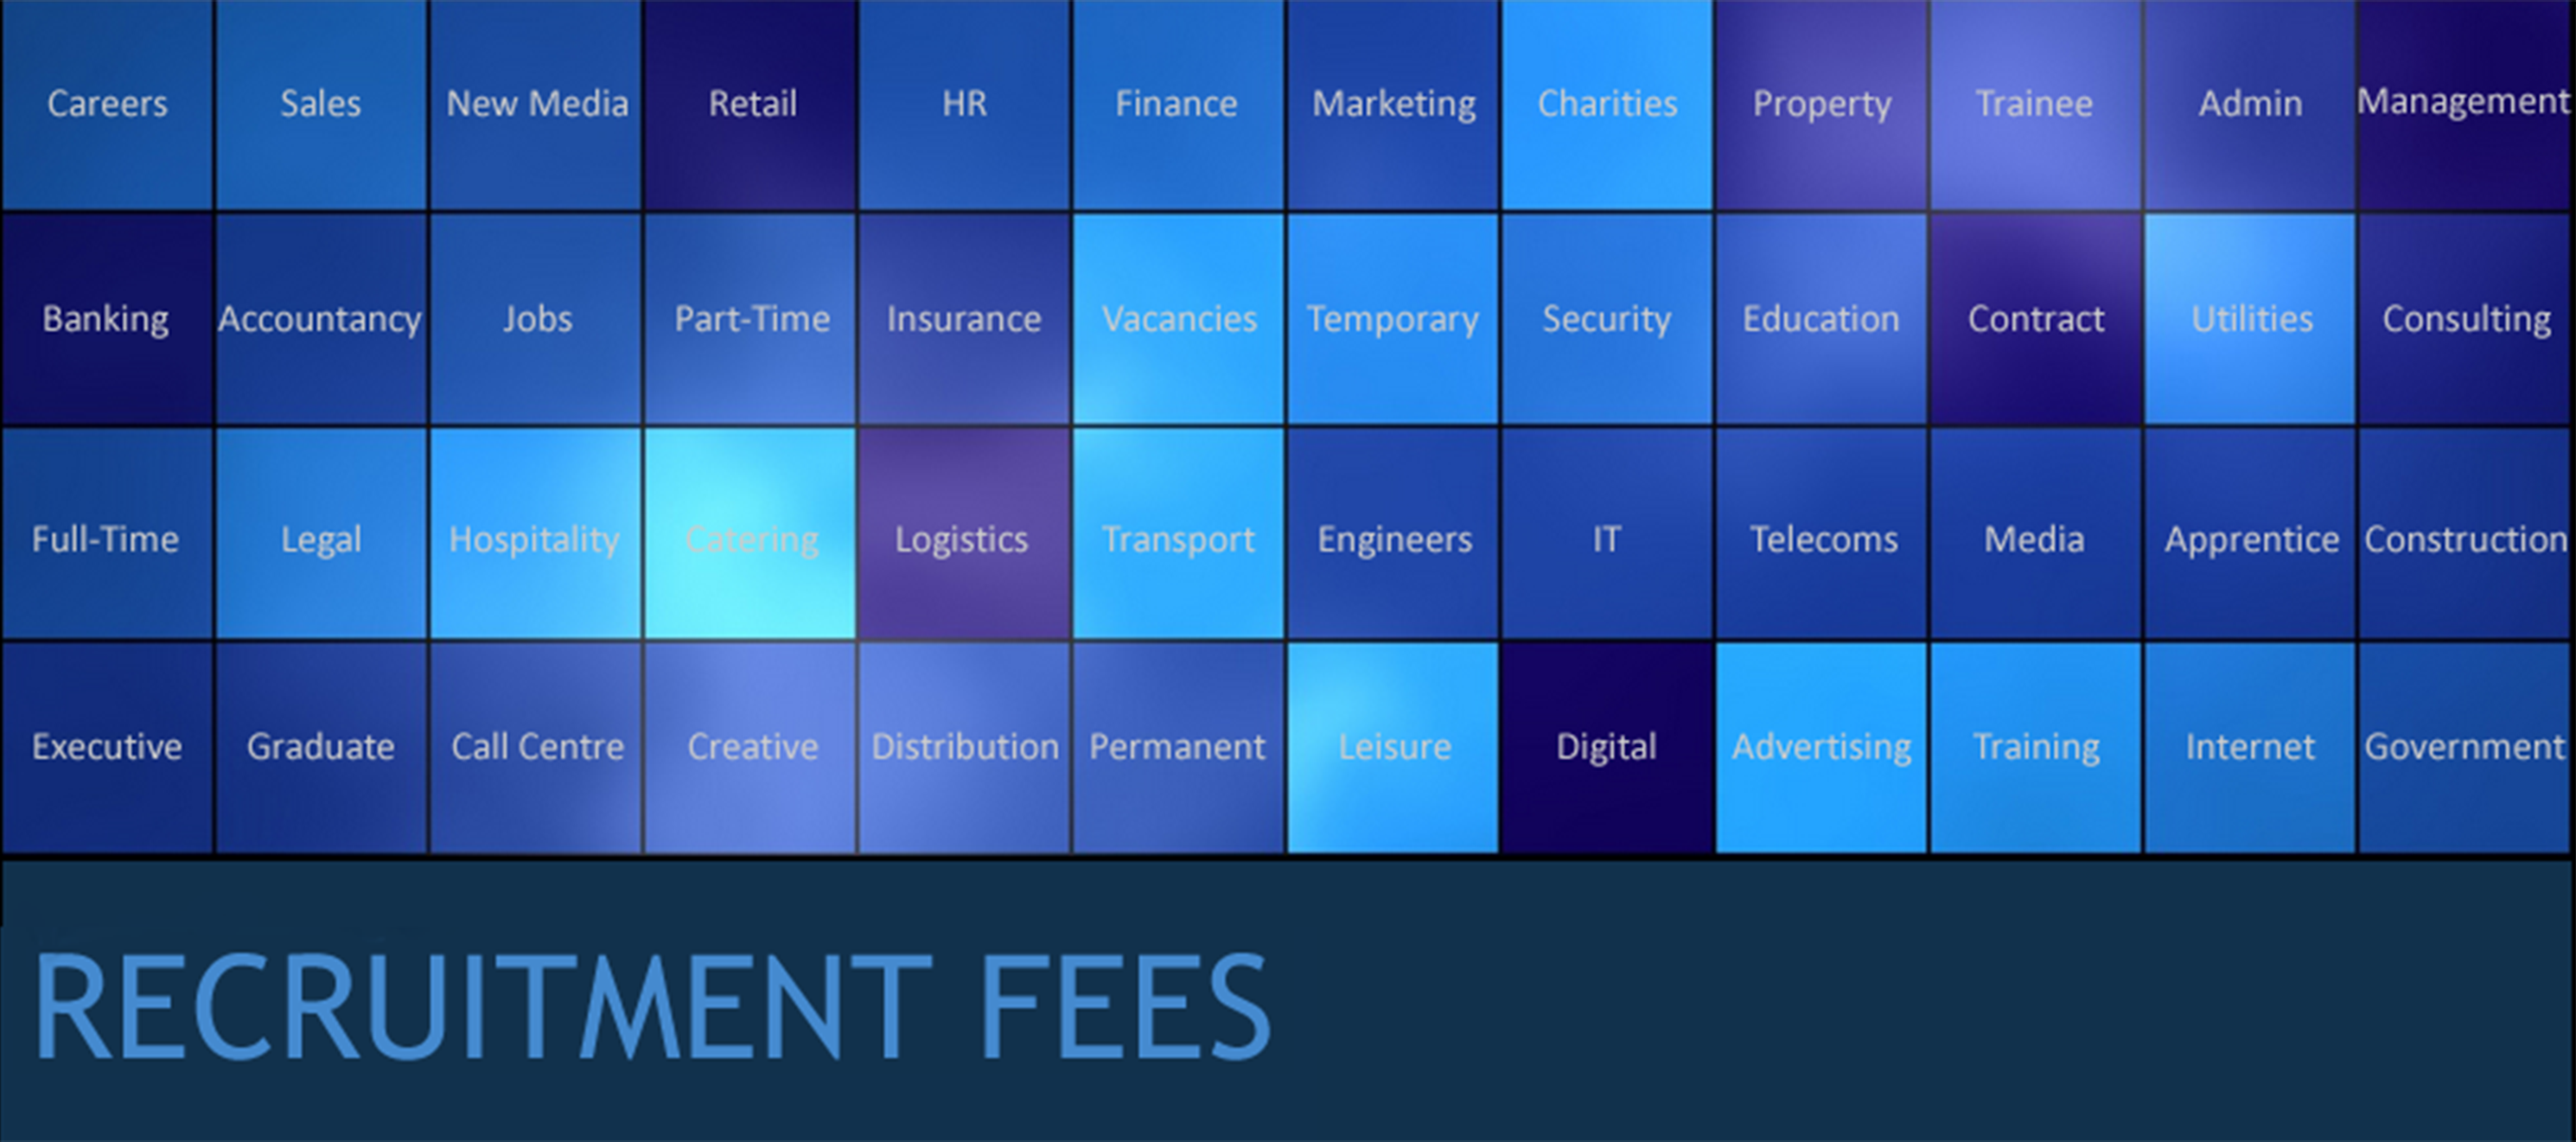 Careers Sales New Media Retail HR Finance Marketing Charities Property Trainee Admin Management
Banking Accountancy Jobs Part-Time Insurance Vacancies Temporary Security Education Contract Utilities Consulting
Full-Time Legal Hospitality Catering Logistics Transport Engineers IT Telecoms Media Apprentice Construction
Executive Graduate Call Centre Creative Distribution Permanent Leisure Digital Advertising Training Internet Government
RECRUITMENT FEES